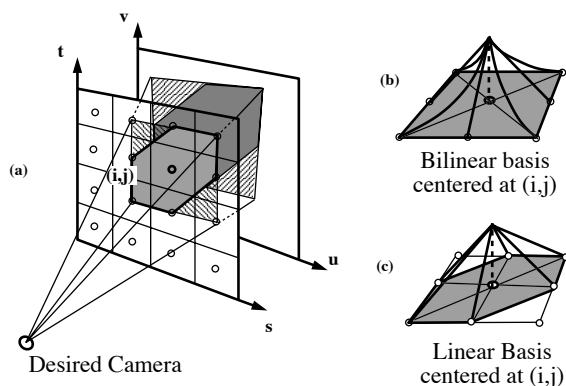 v
t
(a)
(i,j)
u
s
Desired Camera
(b)
Bilinear basis
centered at (i,j)
(c)
Linear Basis
centered at (i,j)